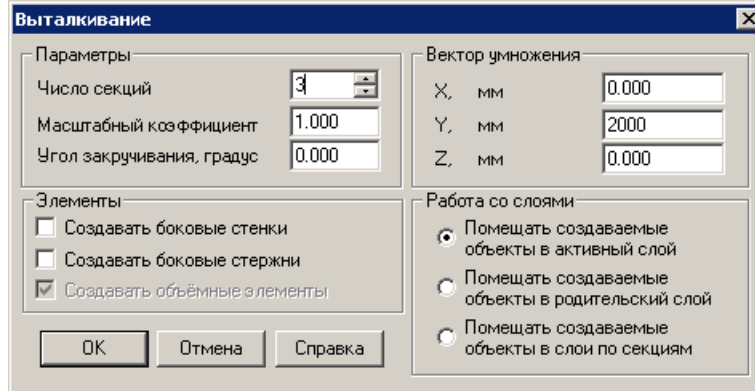 Выталкивание
Параметры
Число секций 3
Масштабный коэффициент 1.000
Угол закручивания, градус 0.000
Вектор умножения
X, мм 0.000
Y, мм 2000
Z, мм 0.000
Элементы
Создавать боковые стенки
Создавать боковые стержни
Создавать объёмные элементы
Работа со слоями
Помещать создаваемые
объекты в активный слой
Помещать создаваемые
объекты в родительский слой
Помещать создаваемые
объекты в слои по секциям
OK Отмена Справка